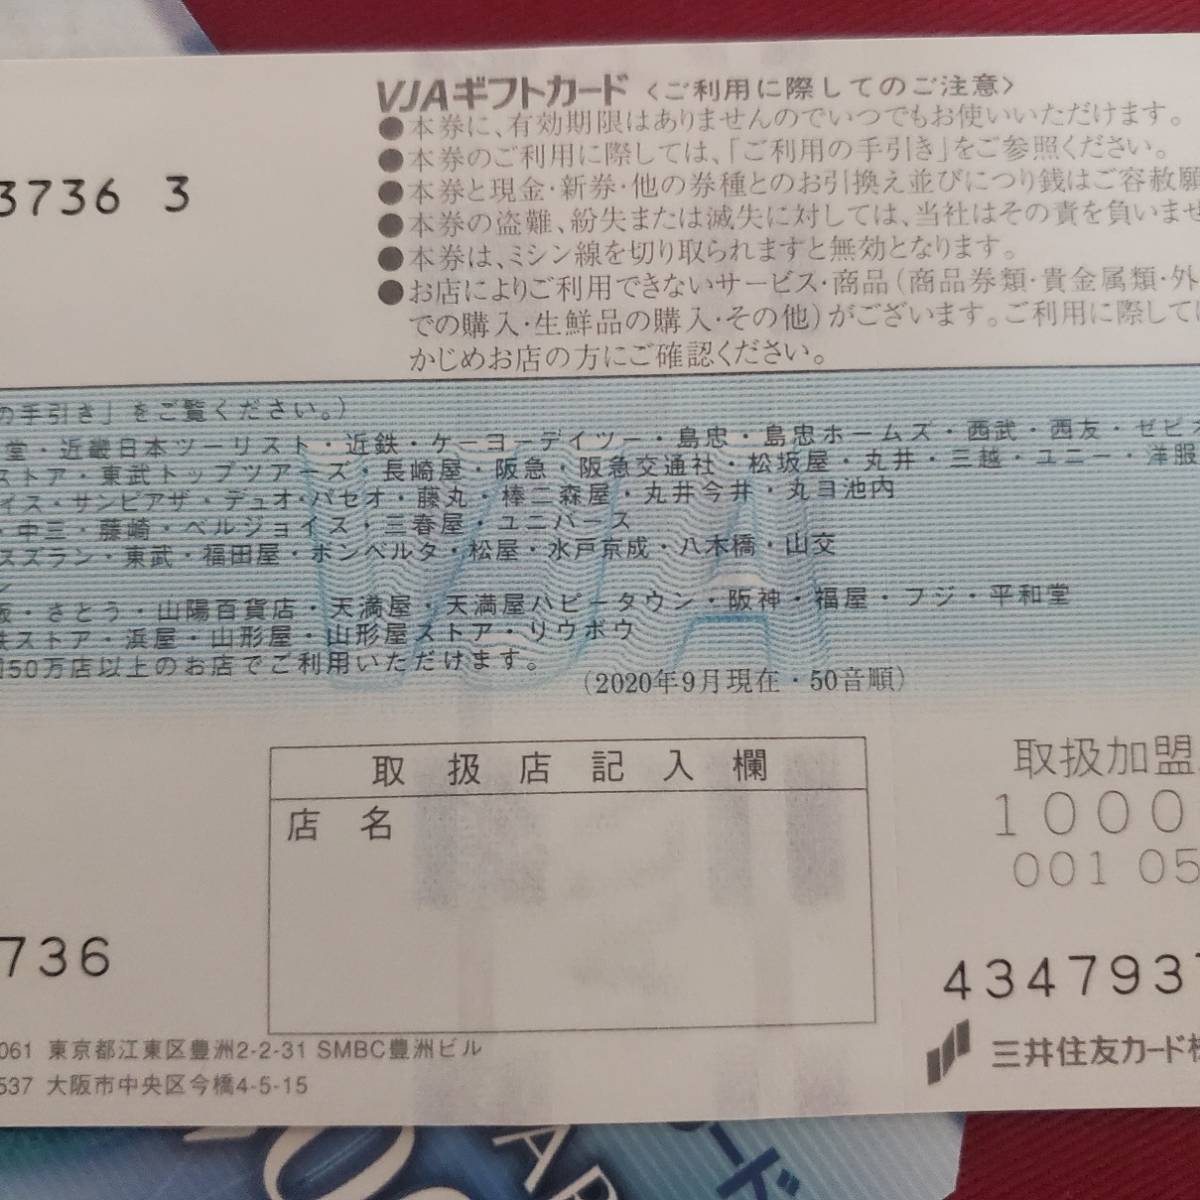 VJAギフトカード〈ご利用に際してのご注意〉
●本券に、有効期限はありませんのでいつでもお使いいただけます。
●本券のご利用に際しては、「ご利用の手引き」をご参照ください。
3736 3
●本券と現金・新券・他の券種とのお引換え並びにつり銭はご容赦願
●本券の盗難、紛失または滅失に対しては、当社はその責を負いませ
●本券は、ミシン線を切り取られますと無効となります。
●お店によりご利用できないサービス・商品(商品券類・貴金属類・外
での購入・生鮮品の購入・その他)がございます。ご利用に際しては
かじめお店の方にご確認ください。
の手引き」をご覧ください。)
堂・近畿日本ツーリスト・近鉄・ケーヨーデイツー・島忠・島忠ホームズ・西武・西友・ゼビオ
ストア・東武トップツアーズ・長崎屋・阪急・阪急交通社・松坂屋・丸井・三越・ユニー・洋服
イス・サンピアザ・デュオ・パセオ・藤丸・棒二森屋・丸井今井・丸ヨ池内
・中三・藤崎・ベルジョイス・三春屋・ユニバース
スズラン・東武・福田屋・ボンベルタ・松屋・水戸京成・八木橋・山交
ン
阪・さとう・山陽百貨店・天満屋・天満屋ハピータウン・阪神・福屋・フジ・平和堂
鉄ストア・浜屋・山形屋・山形屋ストア・リウボウ
50万店以上のお店でご利用いただけます。
(2020年9月現在・50音順)
VJA
取扱店記入欄
店名
取扱加盟
1000
001 05
736
434793
061 東京都江東区豊洲2-2-31 SMBC豊洲ビル
537 大阪市中央区今橋4-5-15
三井住友カード株